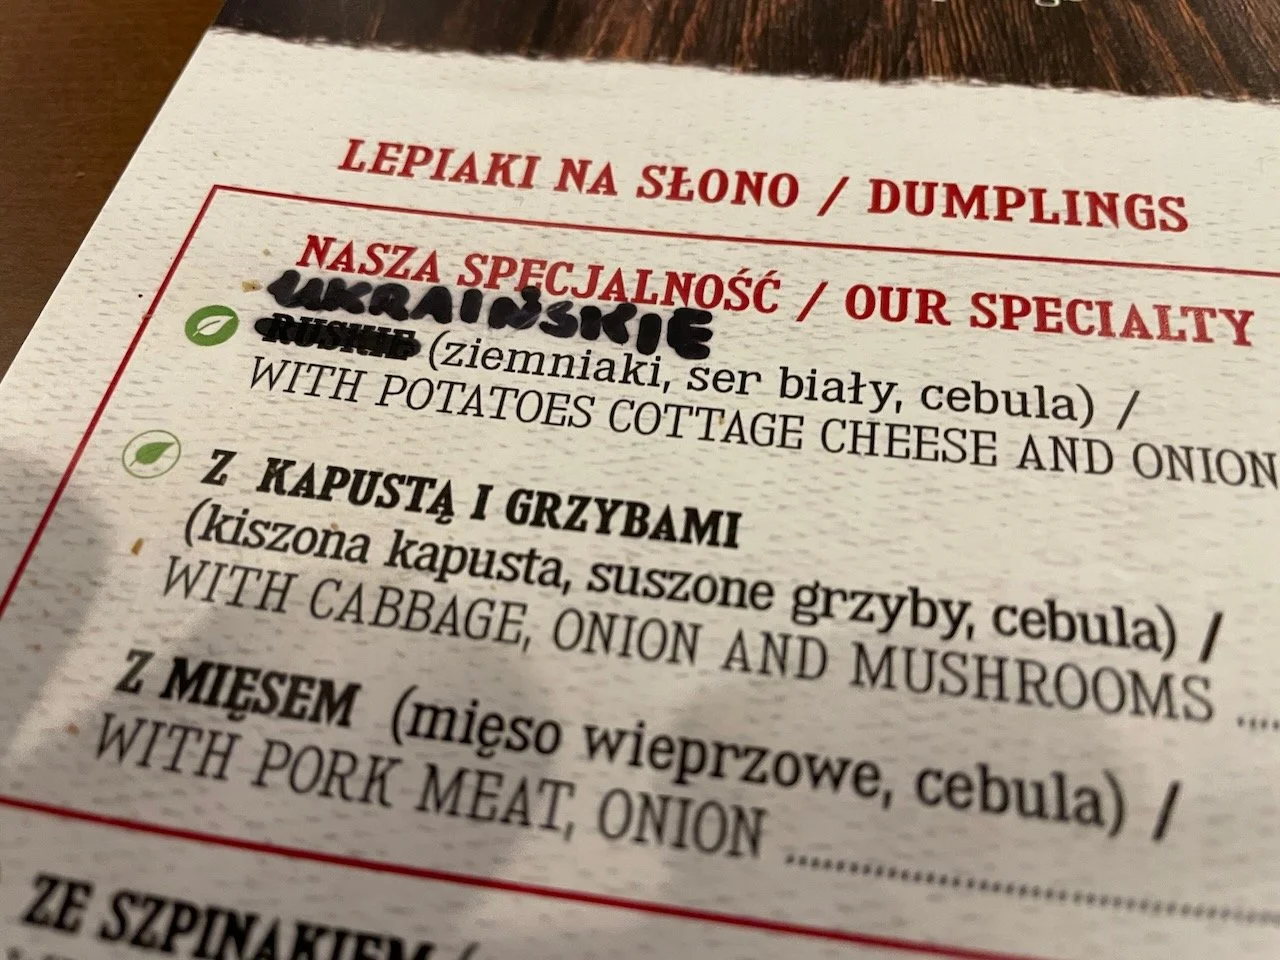 LEPIAKI NA SŁONO / DUMPLINGS
NASZA SPECJALNOŚĆ / OUR SPECIALTY
UKRAIŃSKIE
RUSKIE (ziemniaki, ser biały, cebula) /
WITH POTATOES COTTAGE CHEESE AND ONION
Z KAPUSTĄ I GRZYBAMI
(kiszona kapusta, suszone grzyby, cebula) /
WITH CABBAGE, ONION AND MUSHROOMS .....
Z MIĘSEM (mięso wieprzowe, cebula) /
WITH PORK MEAT, ONION ........................................
ZE SZPINAKIEM /